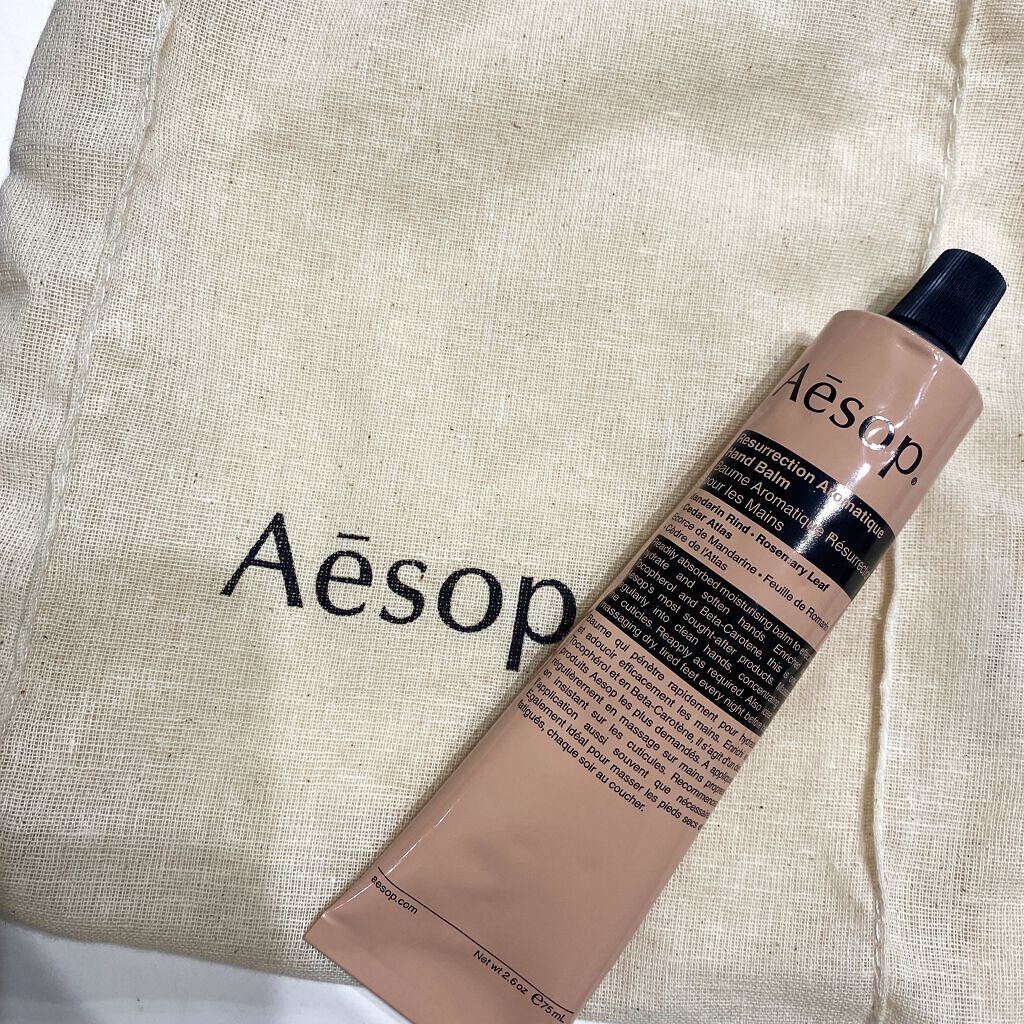 Aēsop
Aēsop®
Resurrection Aromatique
Hand Balm
Baume Aromatique Résurrec
pour les Mains
Mandarin Rind • Rosemary Leaf
Cedar Atlas
Écorce de Mandarine • Feuille de Romarin
Cèdre de l'Atlas
readily absorbed moisturising balm to
hydrate and soften hands. Enriched
Tocopherol and Beta-Carotene, this is
Aesop's most sought-after products.
regularly into clean hands, concentrating
the cuticles. Reapply as required. Also
massaging dry, tired feet every night before
Baume qui pénètre rapidement pour
et adoucir efficacement les mains. Enrichi
Tocophérol et en Beta-Carotène, il s'agit d'un
produits Aesop les plus demandés. À appliquer
régulièrement en massage sur mains propres
en insistant sur les cuticules. Recommencer
l'application aussi souvent que nécessaire.
Également idéal pour masser les pieds secs
fatigués, chaque soir au coucher.
aesop.com
Net wt 2.6 oz ℮75 mL